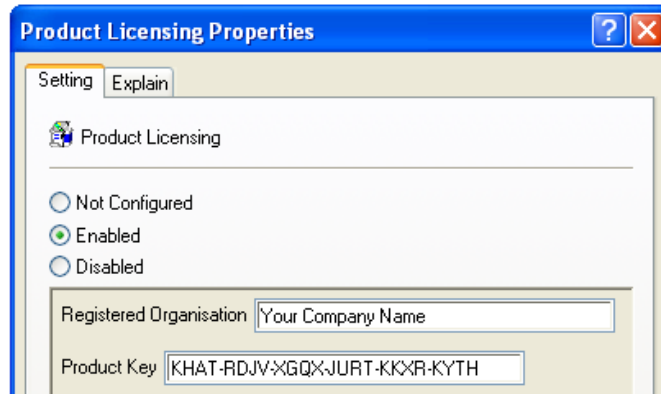 Product Licensing Properties
Setting Explain
Product Licensing
Not Configured
Enabled
Disabled
Registered Organisation Your Company Name
Product Key KHAT-RDJV-XGQX-JURT-KKXR-KYTH